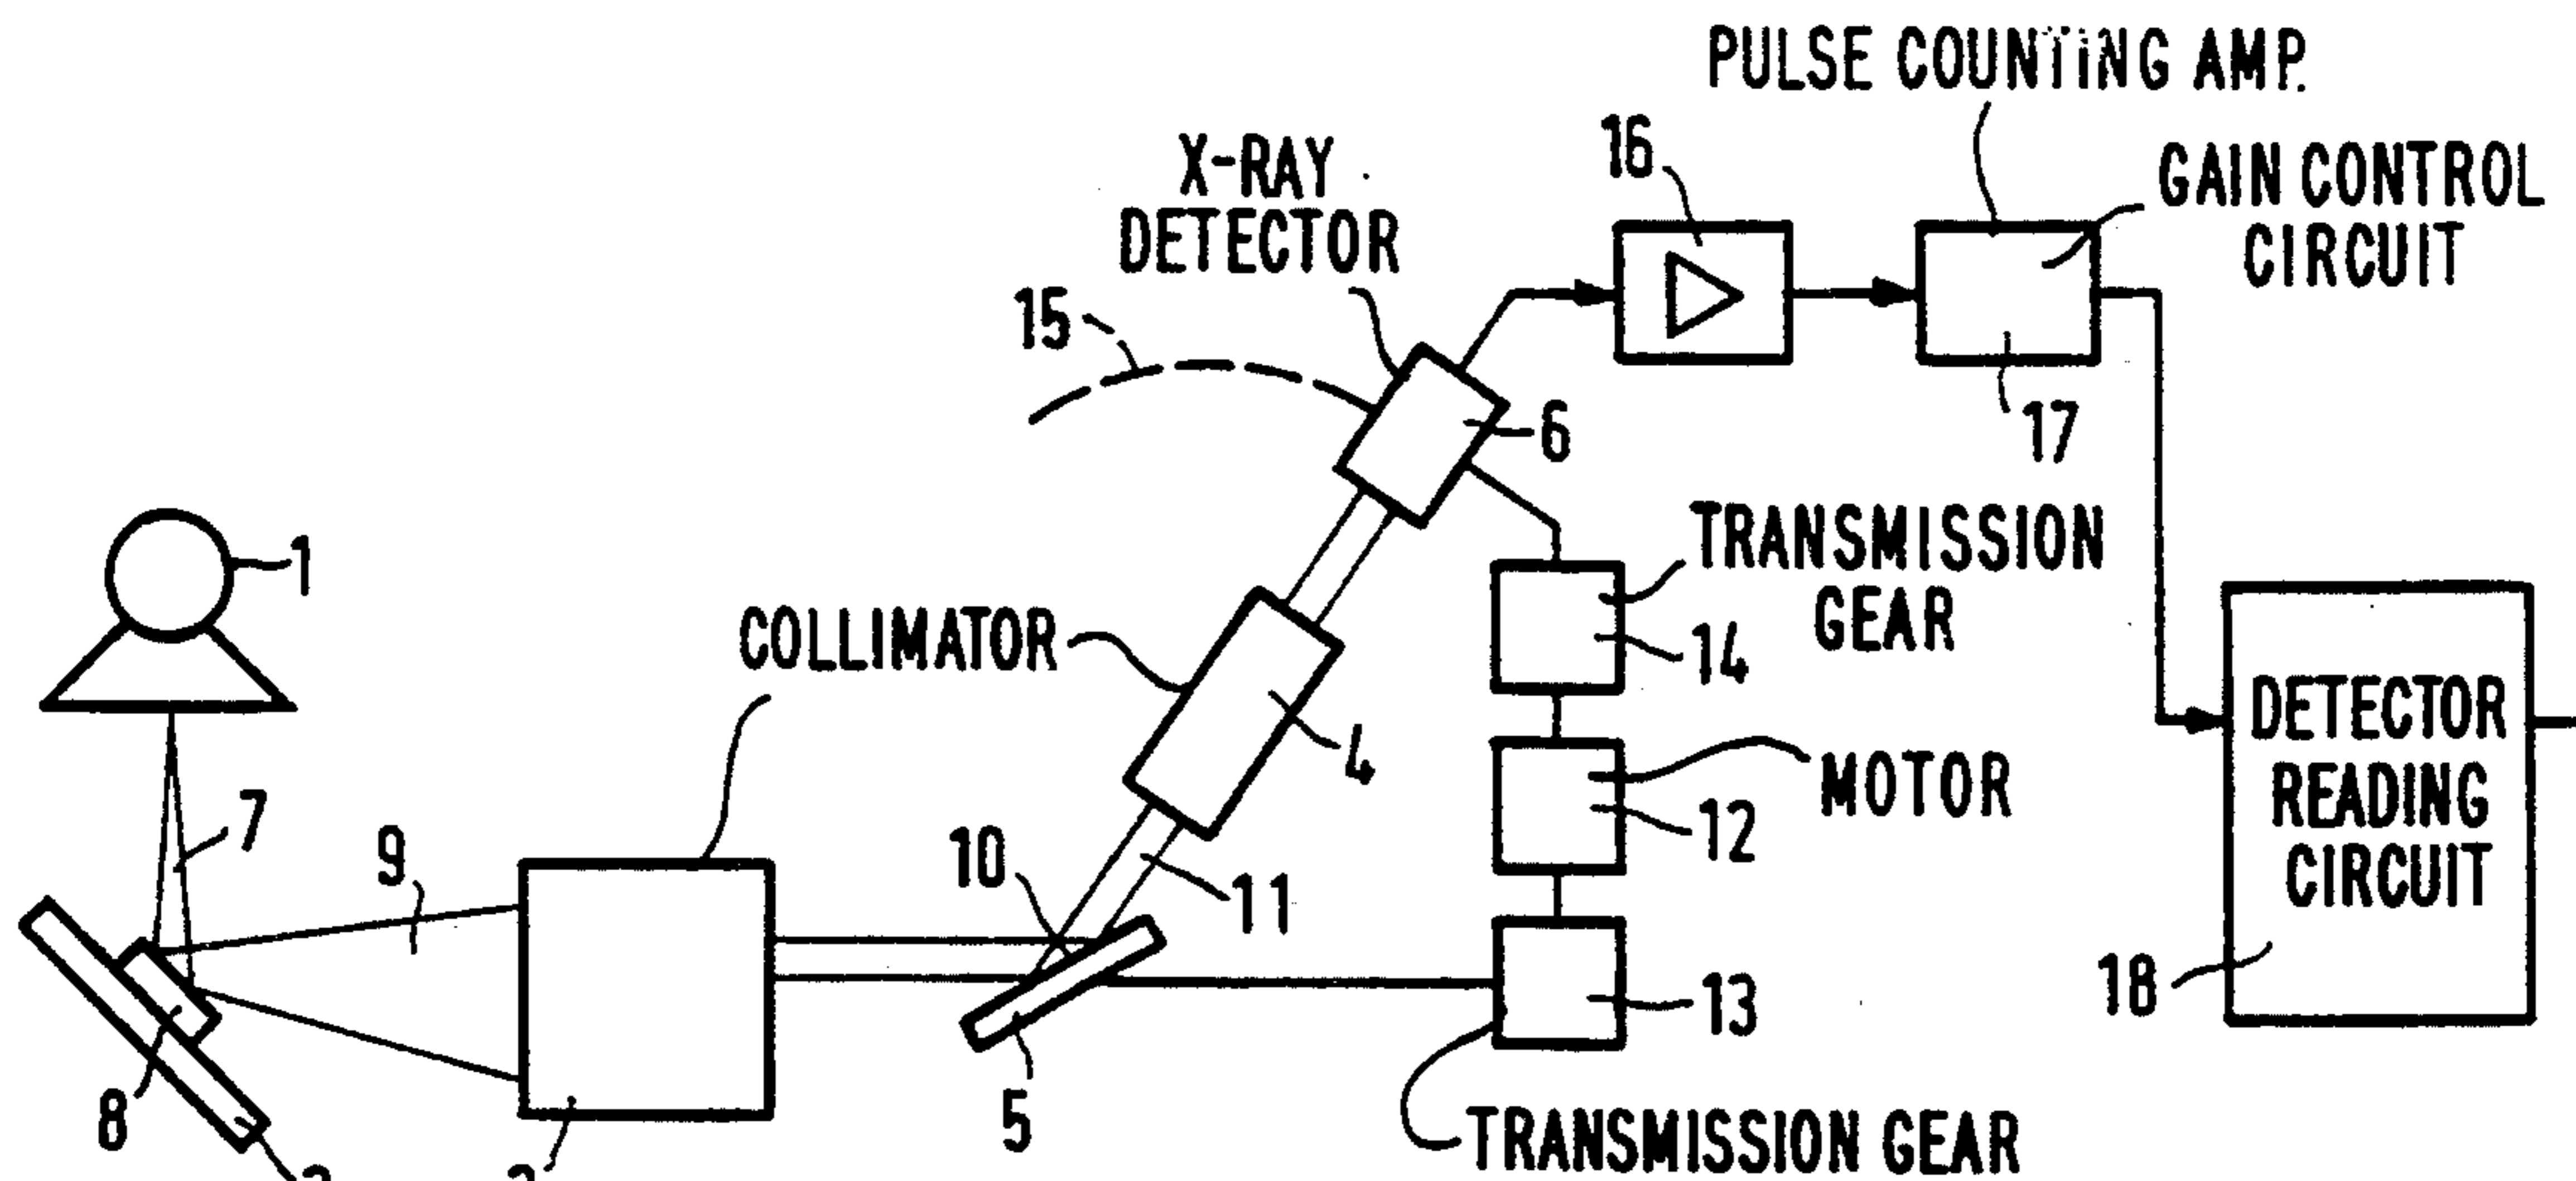 PULSE COUNTING AMP.
16
X-RAY
DETECTOR
GAIN CONTROL
CIRCUIT
15
17
6
1
TRANSMISSION
GEAR
14
COLLIMATOR
4
DETECTOR
READING
CIRCUIT
MOTOR
12
7
9
10
11
18
13
8
5
TRANSMISSION GEAR